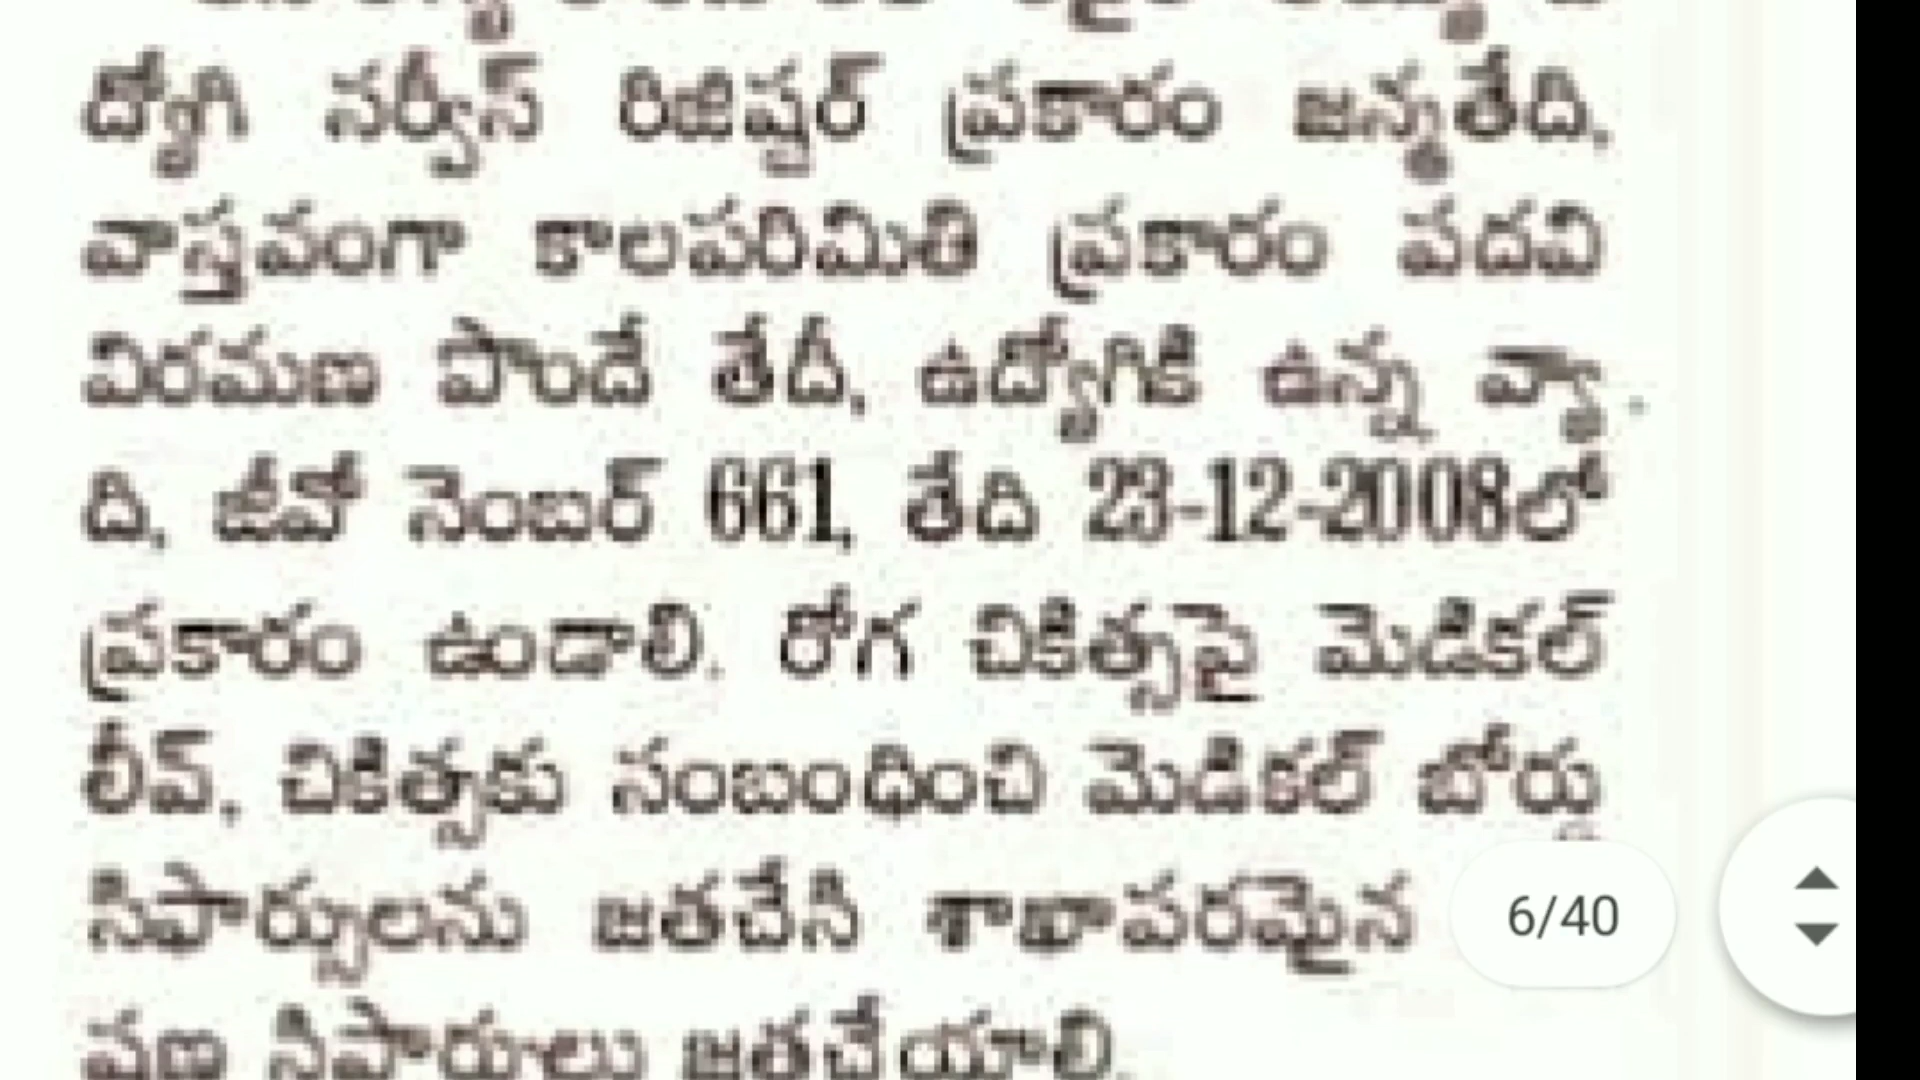 ద్యోగి సర్వీస్ రిజిష్టర్ ప్రకారం జన్మతేది,
వాస్తవంగా కాలపరిమితి ప్రకారం పదవి
విరమణ పొందే తేదీ, ఉద్యోగికి ఉన్న వ్యా
ది, జీవో నెంబర్ 661, తేది 23-12-2008లో
ప్రకారం ఉండాలి. రోగ చికిత్సపై మెడికల్
లీవ్, చికిత్సకు సంబంధించి మెడికల్ బోర్డు
సిఫార్సులను జతచేసి శాఖాపరమైన
6/40
జతచేయాలి.